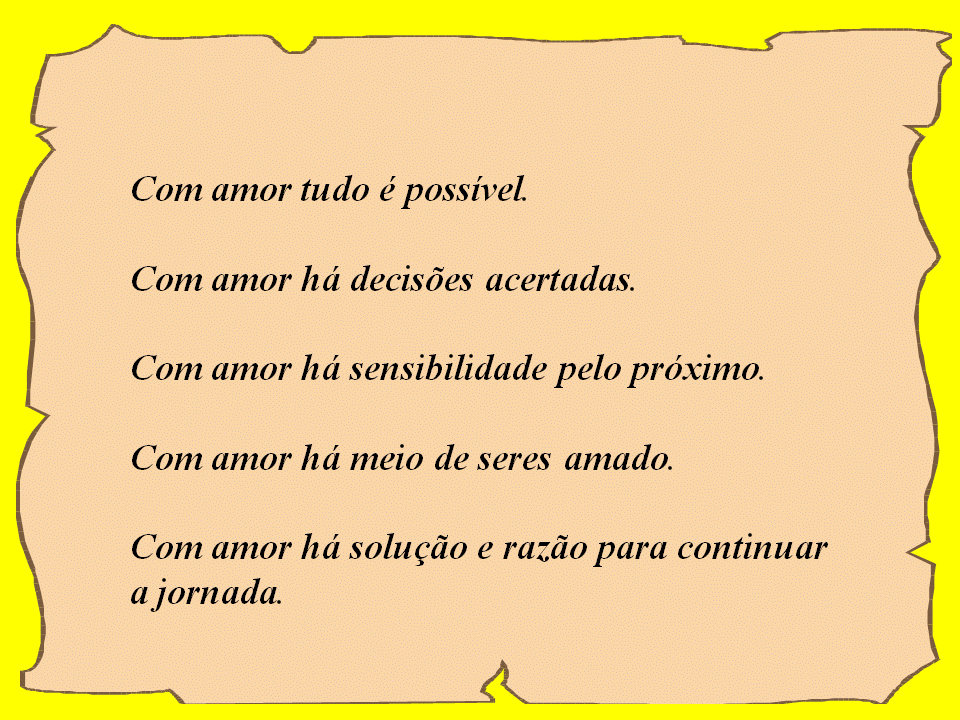 Com amor tudo é possível.
Com amor há decisões acertadas.
Com amor há sensibilidade pelo próximo.
Com amor há meio de seres amado.
Com amor há solução e razão para continuar
a jornada.